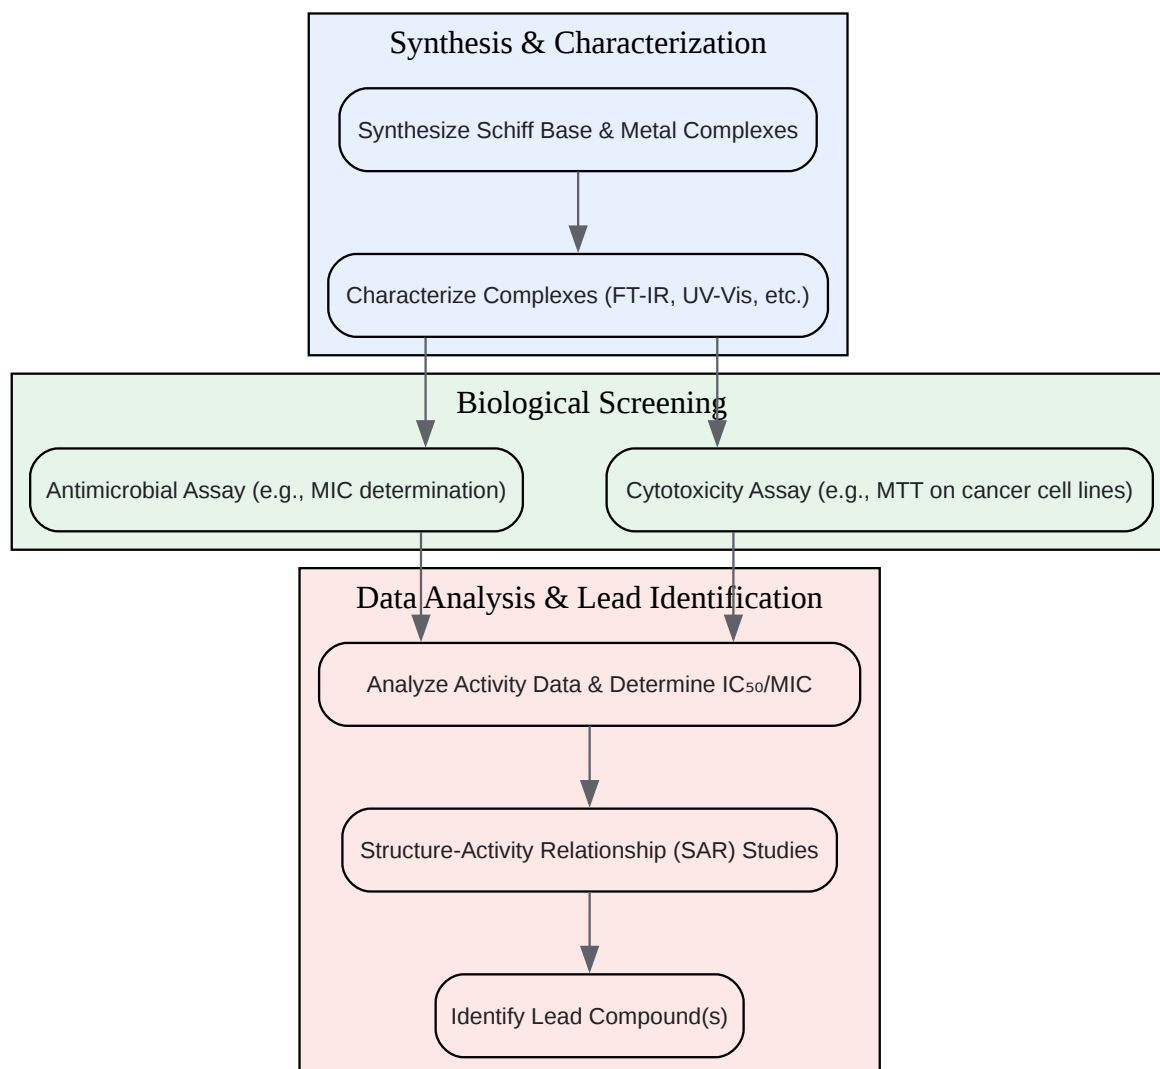 Synthesis & Characterization
Synthesize Schiff Base & Metal Complexes
Characterize Complexes (FT-IR, UV-Vis, etc.)
Biological Screening
Antimicrobial Assay (e.g., MIC determination)
Cytotoxicity Assay (e.g., MTT on cancer cell lines)
Data Analysis & Lead Identification
Analyze Activity Data & Determine IC₅₀/MIC
Structure-Activity Relationship (SAR) Studies
Identify Lead Compound(s)